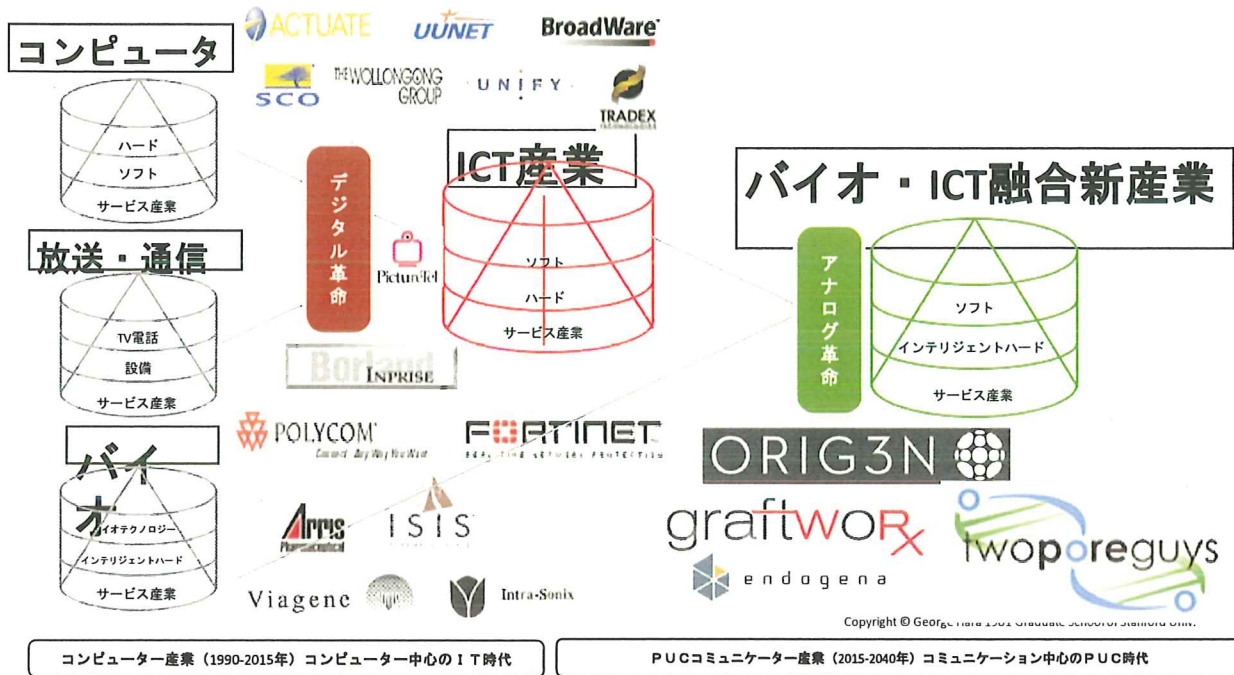 ACTUATE
UUNET
BroadWare
コンピュータ
SCO
THE WOLLONGONG
GROUP
UNIFY
TRADEX
TECHNOLOGIES
ハード
ソフト
サービス産業
デジタル革命
ICT産業
ソフト
ハード
サービス産業
PictureTel
バイオ・ICT融合新産業
アナログ革命
ソフト
インテリジェントハード
サービス産業
放送・通信
TV電話
設備
サービス産業
Borland
INPRISE
POLYCOM
Connect. Any Way You Want
FORTINET
REAL TIME NETWORK PROTECTION
ORIG3N
バイオ
イオテクノロジー
インテリジェントハード
サービス産業
Arris
Pharmaceutical
ISIS
graftwoRx
twoporeguys
endogena
Viagene
Intra-Sonix
Copyright © George Hara 1981 Graduate School of Stanford Univ.
コンピューター産業（1990-2015年）コンピューター中心のＩＴ時代
ＰＵＣコミュニケーター産業（2015-2040年）コミュニケーション中心のＰＵＣ時代